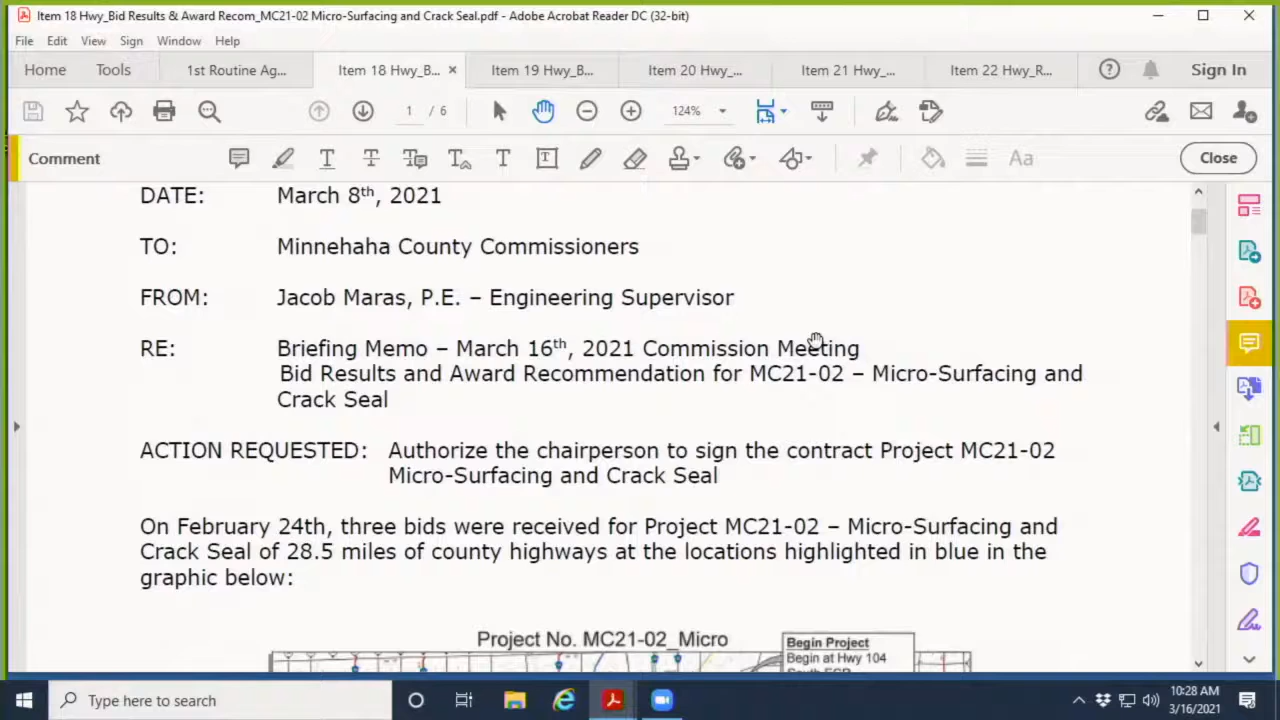 Item 18 Hwy_Bid Results & Award Recom_MC21-02 Micro-Surfacing and Crack Seal.pdf - Adobe Acrobat Reader DC (32-bit)
File Edit View Sign Window Help
Home Tools 1st Routine Ag... Item 18 Hwy_B... Item 19 Hwy_B... Item 20 Hwy_... Item 21 Hwy_... Item 22 Hwy_R... Sign In
1 / 6 124%
Comment Close
DATE: March 8th, 2021
TO: Minnehaha County Commissioners
FROM: Jacob Maras, P.E. – Engineering Supervisor
RE: Briefing Memo – March 16th, 2021 Commission Meeting
Bid Results and Award Recommendation for MC21-02 – Micro-Surfacing and
Crack Seal
ACTION REQUESTED: Authorize the chairperson to sign the contract Project MC21-02
Micro-Surfacing and Crack Seal
On February 24th, three bids were received for Project MC21-02 – Micro-Surfacing and
Crack Seal of 28.5 miles of county highways at the locations highlighted in blue in the
graphic below:
Project No. MC21-02_Micro
Begin Project
Begin at Hwy 104
Type here to search
10:28 AM
3/16/2021